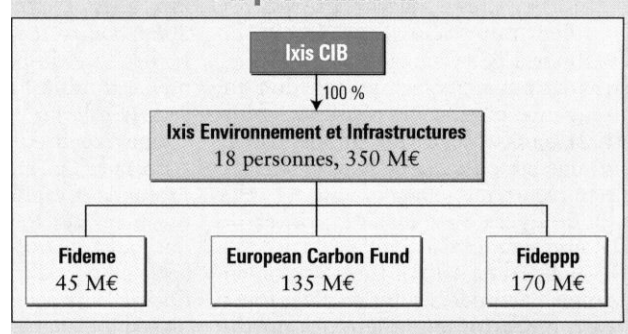 Ixis CIB
100 %
Ixis Environnement et Infrastructures
18 personnes, 350 M€
Fideme
45 M€
European Carbon Fund
135 M€
Fideppp
170 M€